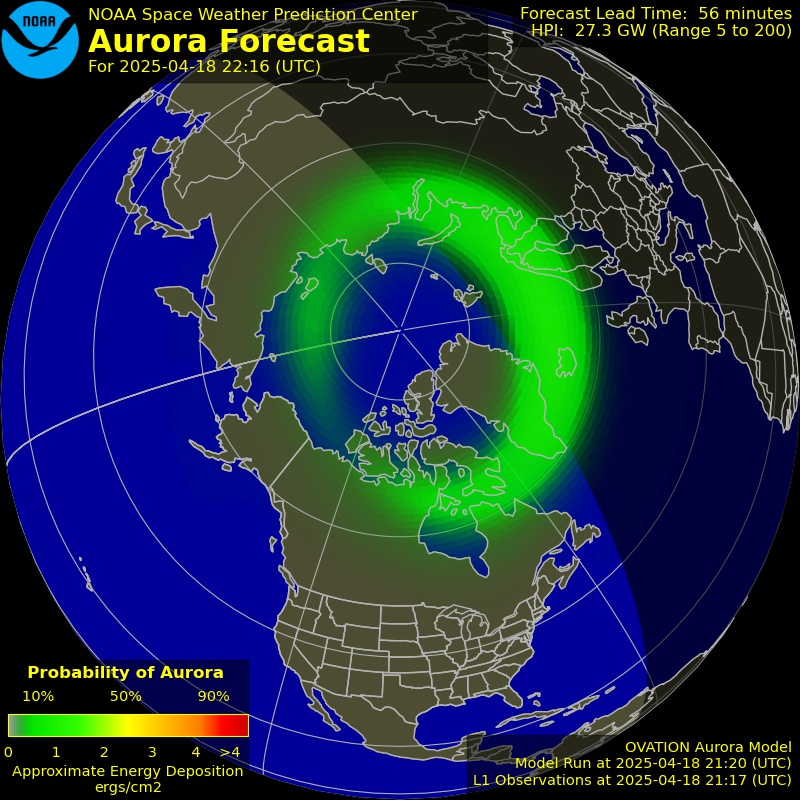 NOAA
NOAA Space Weather Prediction Center
Aurora Forecast
For 2025-04-18 22:16 (UTC)
Forecast Lead Time: 56 minutes
HPI: 27.3 GW (Range 5 to 200)
Probability of Aurora
10% 50% 90%
0 1 2 3 4 >4
Approximate Energy Deposition
ergs/cm2
OVATION Aurora Model
Model Run at 2025-04-18 21:20 (UTC)
L1 Observations at 2025-04-18 21:17 (UTC)